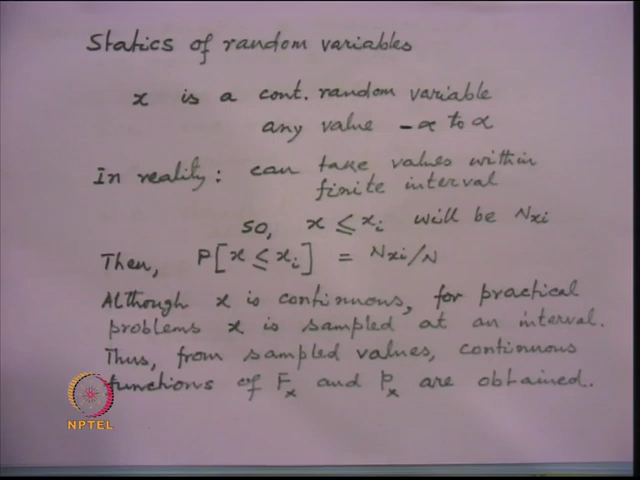 Statics of random variables
x is a cont. random variable
any value -α to α
In reality: can take values within
finite interval
so, x ≤ xi will be Nxi
Then, P[x ≤ xi] = Nxi/N
Although x is continuous, for practical
problems x is sampled at an interval.
Thus, from sampled values, continuous
functions of Fx and Px are obtained.
NPTEL